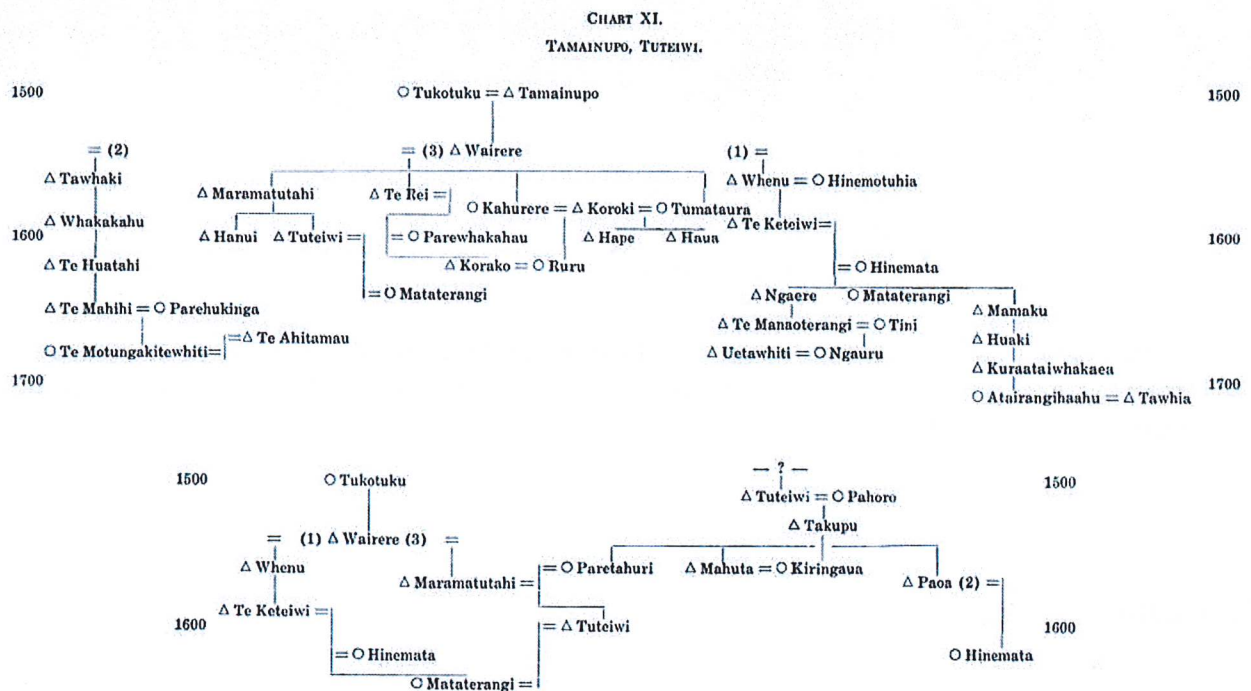 CHART XI.
TAMAINUPO, TUTEIWI.
1500 ○ Tukotuku = △ Tamainupo 1500
= (2) = (3) △ Wairere (1) =
△ Tawhaki △ Maramatutahi △ Te Rei = △ Whenu = ○ Hinemotuhia
○ Kahurere = △ Koroki = ○ Tumataura
△ Whakakahu △ Te Keteiwi=
1600 △ Hanui △ Tuteiwi = = ○ Parewhakahau △ Hape △ Haua 1600
△ Te Huatahi △ Korako = ○ Ruru = ○ Hinemata
= ○ Mataterangi △ Ngaere ○ Mataterangi
△ Te Mahihi = ○ Parehukinga △ Mamaku
△ Te Manaoterangi = ○ Tini
=△ Te Ahitamau △ Huaki
○ Te Motungakitewhiti= △ Uetawhiti = ○ Ngauru
△ Kuraataiwhakaea
1700 1700
○ Atairangihaahu = △ Tawhia
— ? —
1500 ○ Tukotuku 1500
△ Tuteiwi = ○ Pahoro
△ Takupu
= (1) △ Wairere (3) =
△ Whenu = ○ Paretahuri △ Mahuta = ○ Kiringaua
△ Maramatutahi = △ Paoa (2) =
△ Te Keteiwi =
1600 = △ Tuteiwi 1600
= ○ Hinemata ○ Hinemata
○ Mataterangi =